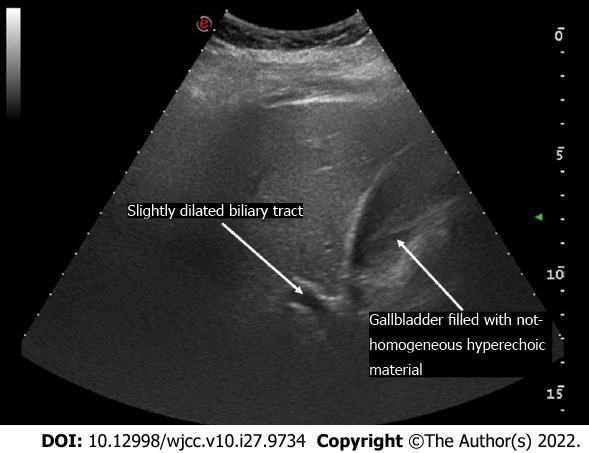 0
5
Slightly dilated biliary tract
10
Gallbladder filled with not-
homogeneous hyperechoic
material
15
DOI: 10.12998/wjcc.v10.i27.9734 Copyright ©The Author(s) 2022.